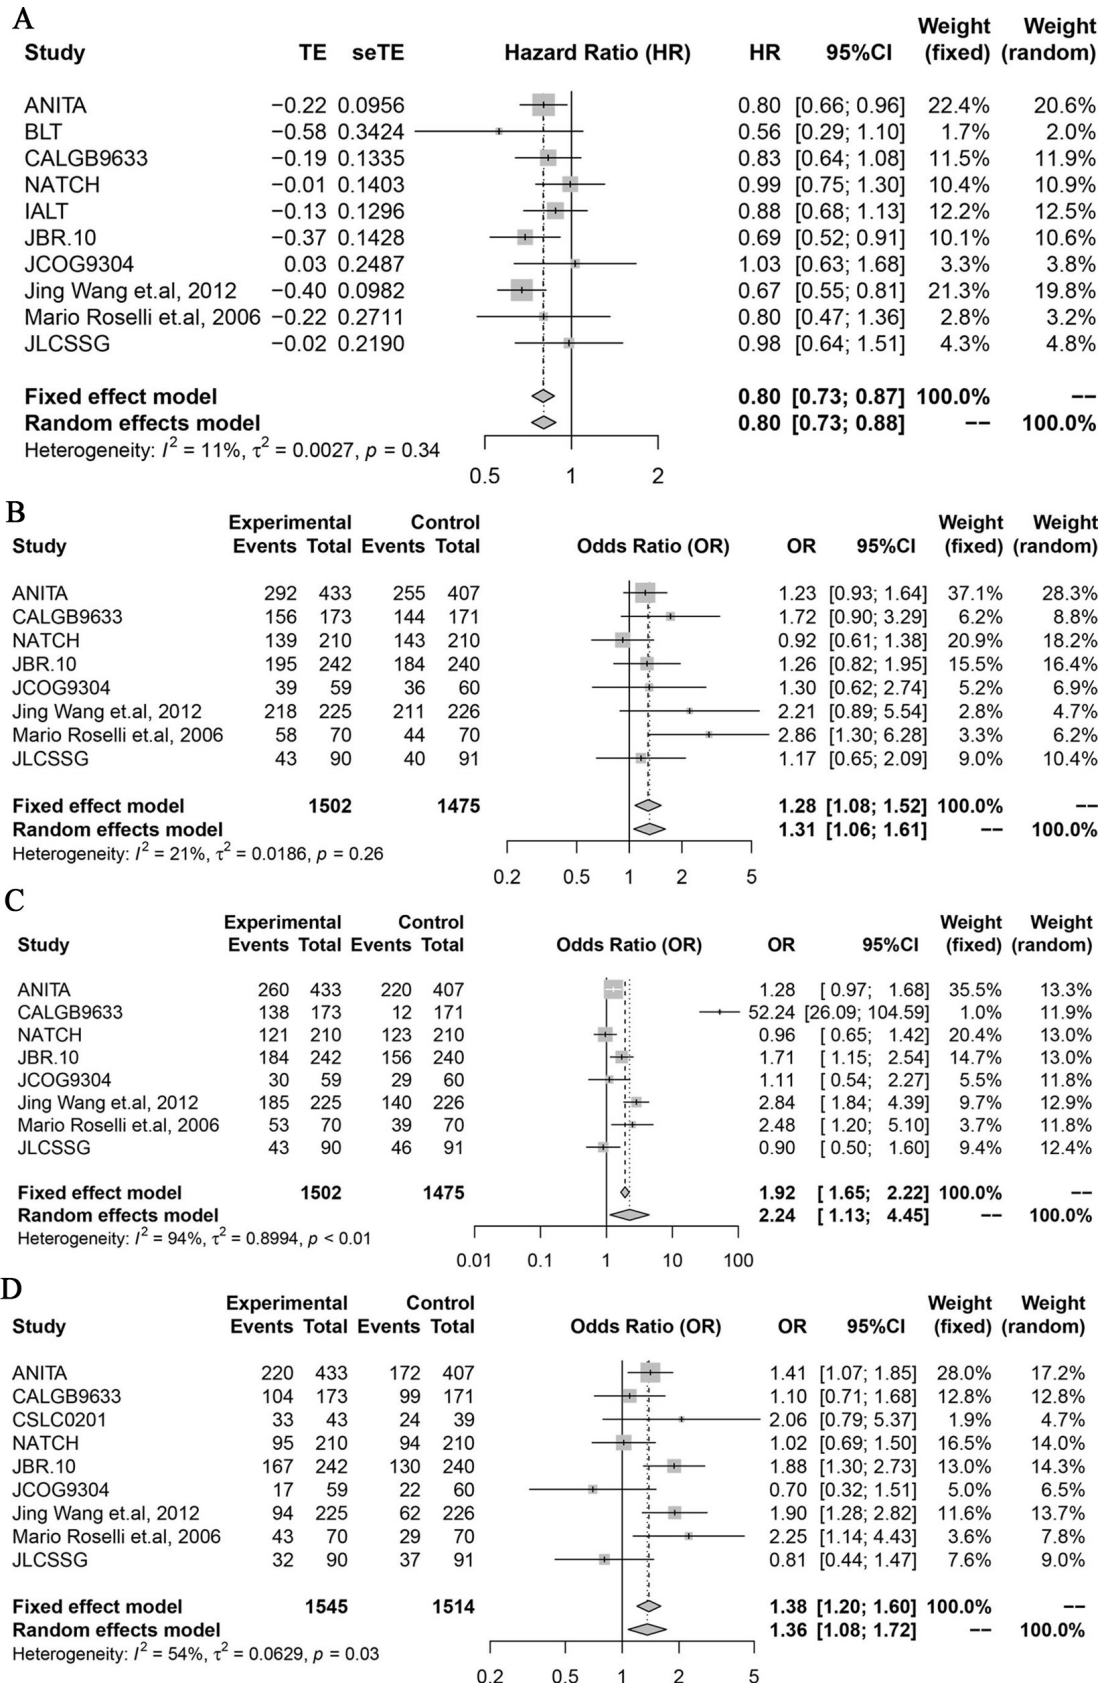 A
Weight Weight
Study TE seTE Hazard Ratio (HR) HR 95%CI (fixed) (random)
ANITA −0.22 0.0956 0.80 [0.66; 0.96] 22.4% 20.6%
BLT −0.58 0.3424 0.56 [0.29; 1.10] 1.7% 2.0%
CALGB9633 −0.19 0.1335 0.83 [0.64; 1.08] 11.5% 11.9%
NATCH −0.01 0.1403 0.99 [0.75; 1.30] 10.4% 10.9%
IALT −0.13 0.1296 0.88 [0.68; 1.13] 12.2% 12.5%
JBR.10 −0.37 0.1428 0.69 [0.52; 0.91] 10.1% 10.6%
JCOG9304 0.03 0.2487 1.03 [0.63; 1.68] 3.3% 3.8%
Jing Wang et.al, 2012 −0.40 0.0982 0.67 [0.55; 0.81] 21.3% 19.8%
Mario Roselli et.al, 2006 −0.22 0.2711 0.80 [0.47; 1.36] 2.8% 3.2%
JLCSSG −0.02 0.2190 0.98 [0.64; 1.51] 4.3% 4.8%
Fixed effect model 0.80 [0.73; 0.87] 100.0% −−
Random effects model 0.80 [0.73; 0.88] −− 100.0%
Heterogeneity: I² = 11%, τ² = 0.0027, p = 0.34
0.5 1 2
B
Experimental Control Weight Weight
Study Events Total Events Total Odds Ratio (OR) OR 95%CI (fixed) (random)
ANITA 292 433 255 407 1.23 [0.93; 1.64] 37.1% 28.3%
CALGB9633 156 173 144 171 1.72 [0.90; 3.29] 6.2% 8.8%
NATCH 139 210 143 210 0.92 [0.61; 1.38] 20.9% 18.2%
JBR.10 195 242 184 240 1.26 [0.82; 1.95] 15.5% 16.4%
JCOG9304 39 59 36 60 1.30 [0.62; 2.74] 5.2% 6.9%
Jing Wang et.al, 2012 218 225 211 226 2.21 [0.89; 5.54] 2.8% 4.7%
Mario Roselli et.al, 2006 58 70 44 70 2.86 [1.30; 6.28] 3.3% 6.2%
JLCSSG 43 90 40 91 1.17 [0.65; 2.09] 9.0% 10.4%
Fixed effect model 1502 1475 1.28 [1.08; 1.52] 100.0% −−
Random effects model 1.31 [1.06; 1.61] −− 100.0%
Heterogeneity: I² = 21%, τ² = 0.0186, p = 0.26
0.2 0.5 1 2 5
C
Experimental Control Weight Weight
Study Events Total Events Total Odds Ratio (OR) OR 95%CI (fixed) (random)
ANITA 260 433 220 407 1.28 [ 0.97; 1.68] 35.5% 13.3%
CALGB9633 138 173 12 171 52.24 [26.09; 104.59] 1.0% 11.9%
NATCH 121 210 123 210 0.96 [ 0.65; 1.42] 20.4% 13.0%
JBR.10 184 242 156 240 1.71 [ 1.15; 2.54] 14.7% 13.0%
JCOG9304 30 59 29 60 1.11 [ 0.54; 2.27] 5.5% 11.8%
Jing Wang et.al, 2012 185 225 140 226 2.84 [ 1.84; 4.39] 9.7% 12.9%
Mario Roselli et.al, 2006 53 70 39 70 2.48 [ 1.20; 5.10] 3.7% 11.8%
JLCSSG 43 90 46 91 0.90 [ 0.50; 1.60] 9.4% 12.4%
Fixed effect model 1502 1475 1.92 [ 1.65; 2.22] 100.0% −−
Random effects model 2.24 [ 1.13; 4.45] −− 100.0%
Heterogeneity: I² = 94%, τ² = 0.8994, p < 0.01
0.01 0.1 1 10 100
D
Experimental Control Weight Weight
Study Events Total Events Total Odds Ratio (OR) OR 95%CI (fixed) (random)
ANITA 220 433 172 407 1.41 [1.07; 1.85] 28.0% 17.2%
CALGB9633 104 173 99 171 1.10 [0.71; 1.68] 12.8% 12.8%
CSLC0201 33 43 24 39 2.06 [0.79; 5.37] 1.9% 4.7%
NATCH 95 210 94 210 1.02 [0.69; 1.50] 16.5% 14.0%
JBR.10 167 242 130 240 1.88 [1.30; 2.73] 13.0% 14.3%
JCOG9304 17 59 22 60 0.70 [0.32; 1.51] 5.0% 6.5%
Jing Wang et.al, 2012 94 225 62 226 1.90 [1.28; 2.82] 11.6% 13.7%
Mario Roselli et.al, 2006 43 70 29 70 2.25 [1.14; 4.43] 3.6% 7.8%
JLCSSG 32 90 37 91 0.81 [0.44; 1.47] 7.6% 9.0%
Fixed effect model 1545 1514 1.38 [1.20; 1.60] 100.0% −−
Random effects model 1.36 [1.08; 1.72] −− 100.0%
Heterogeneity: I² = 54%, τ² = 0.0629, p = 0.03
0.2 0.5 1 2 5